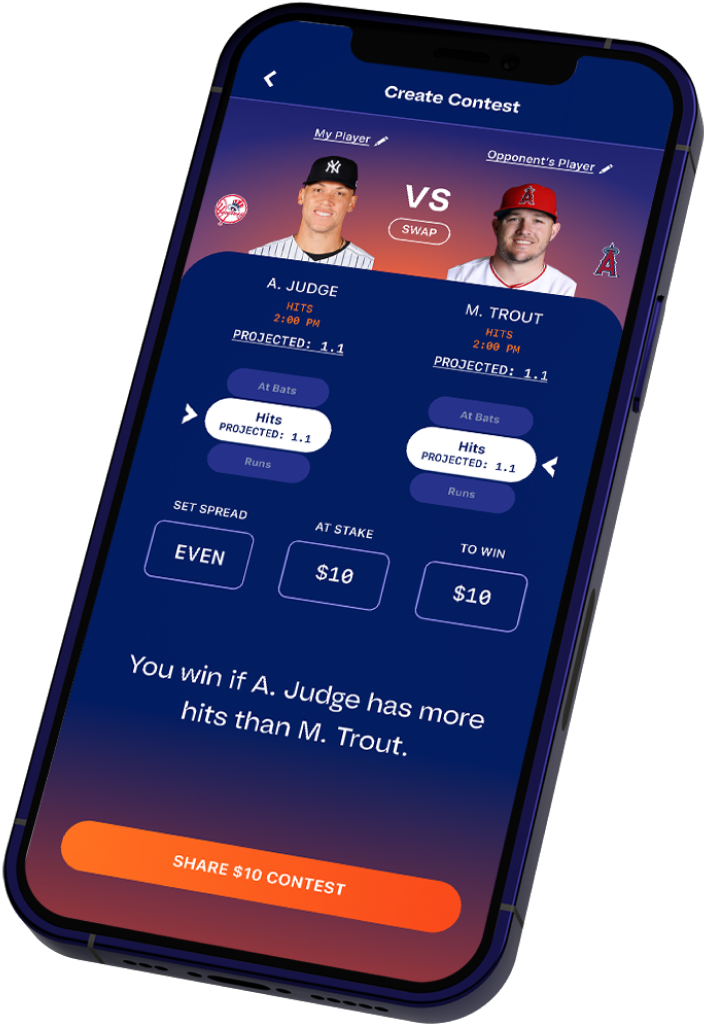 Create Contest
My Player
Opponent's Player
VS
SWAP
A. JUDGE
HITS
2:00 PM
PROJECTED: 1.1
M. TROUT
HITS
2:00 PM
PROJECTED: 1.1
At Bats
Hits
PROJECTED: 1.1
Runs
At Bats
Hits
PROJECTED: 1.1
Runs
SET SPREAD
EVEN
AT STAKE
$10
TO WIN
$10
You win if A. Judge has more
hits than M. Trout.
SHARE $10 CONTEST